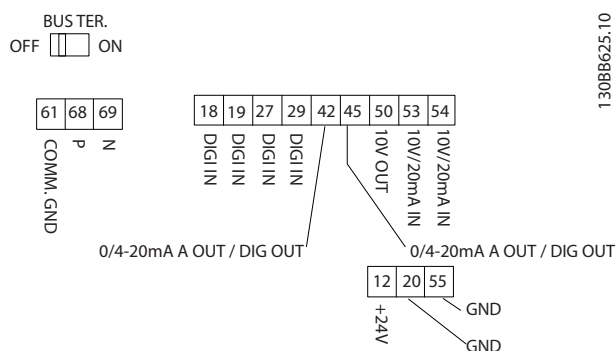 BUS TER.
OFF ON
130BB625.10
61 68 69
COMM. GND
P
N
18 19 27 29 42 45 50 53 54
DIGI IN
DIGI IN
DIGI IN
DIGI IN
10V OUT
10V/20mA IN
10V/20mA IN
0/4-20mA A OUT / DIG OUT
0/4-20mA A OUT / DIG OUT
12 20 55
+24V
GND
GND